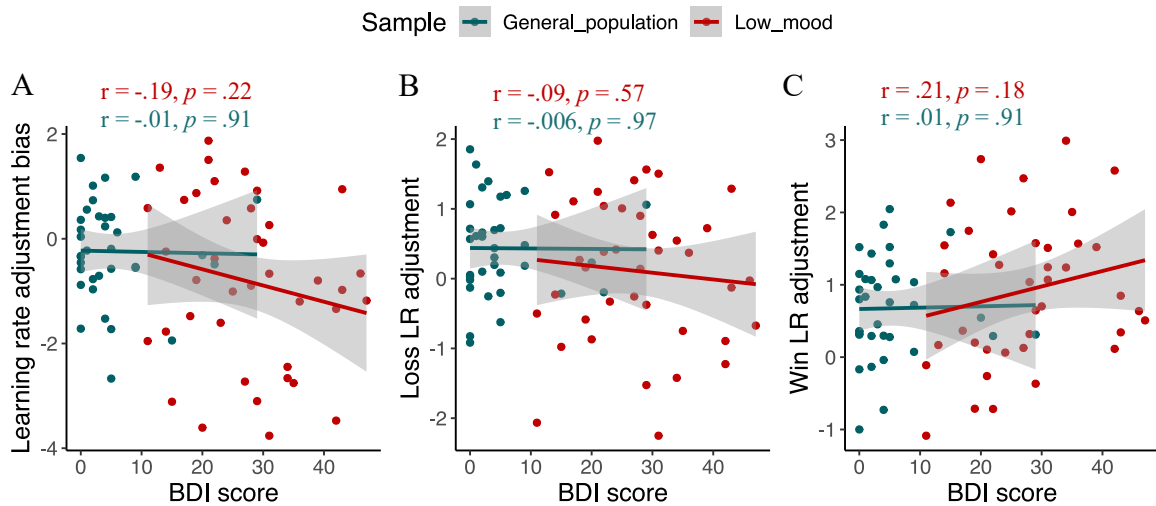 Sample General_population Low_mood
A
r = -.19, p = .22
r = -.01, p = .91
Learning rate adjustment bias
2
0
-2
-4
0 10 20 30 40
BDI score
B
r = -.09, p = .57
r = -.006, p = .97
Loss LR adjustment
2
1
0
-1
-2
0 10 20 30 40
BDI score
C
r = .21, p = .18
r = .01, p = .91
Win LR adjustment
3
2
1
0
-1
0 10 20 30 40
BDI score